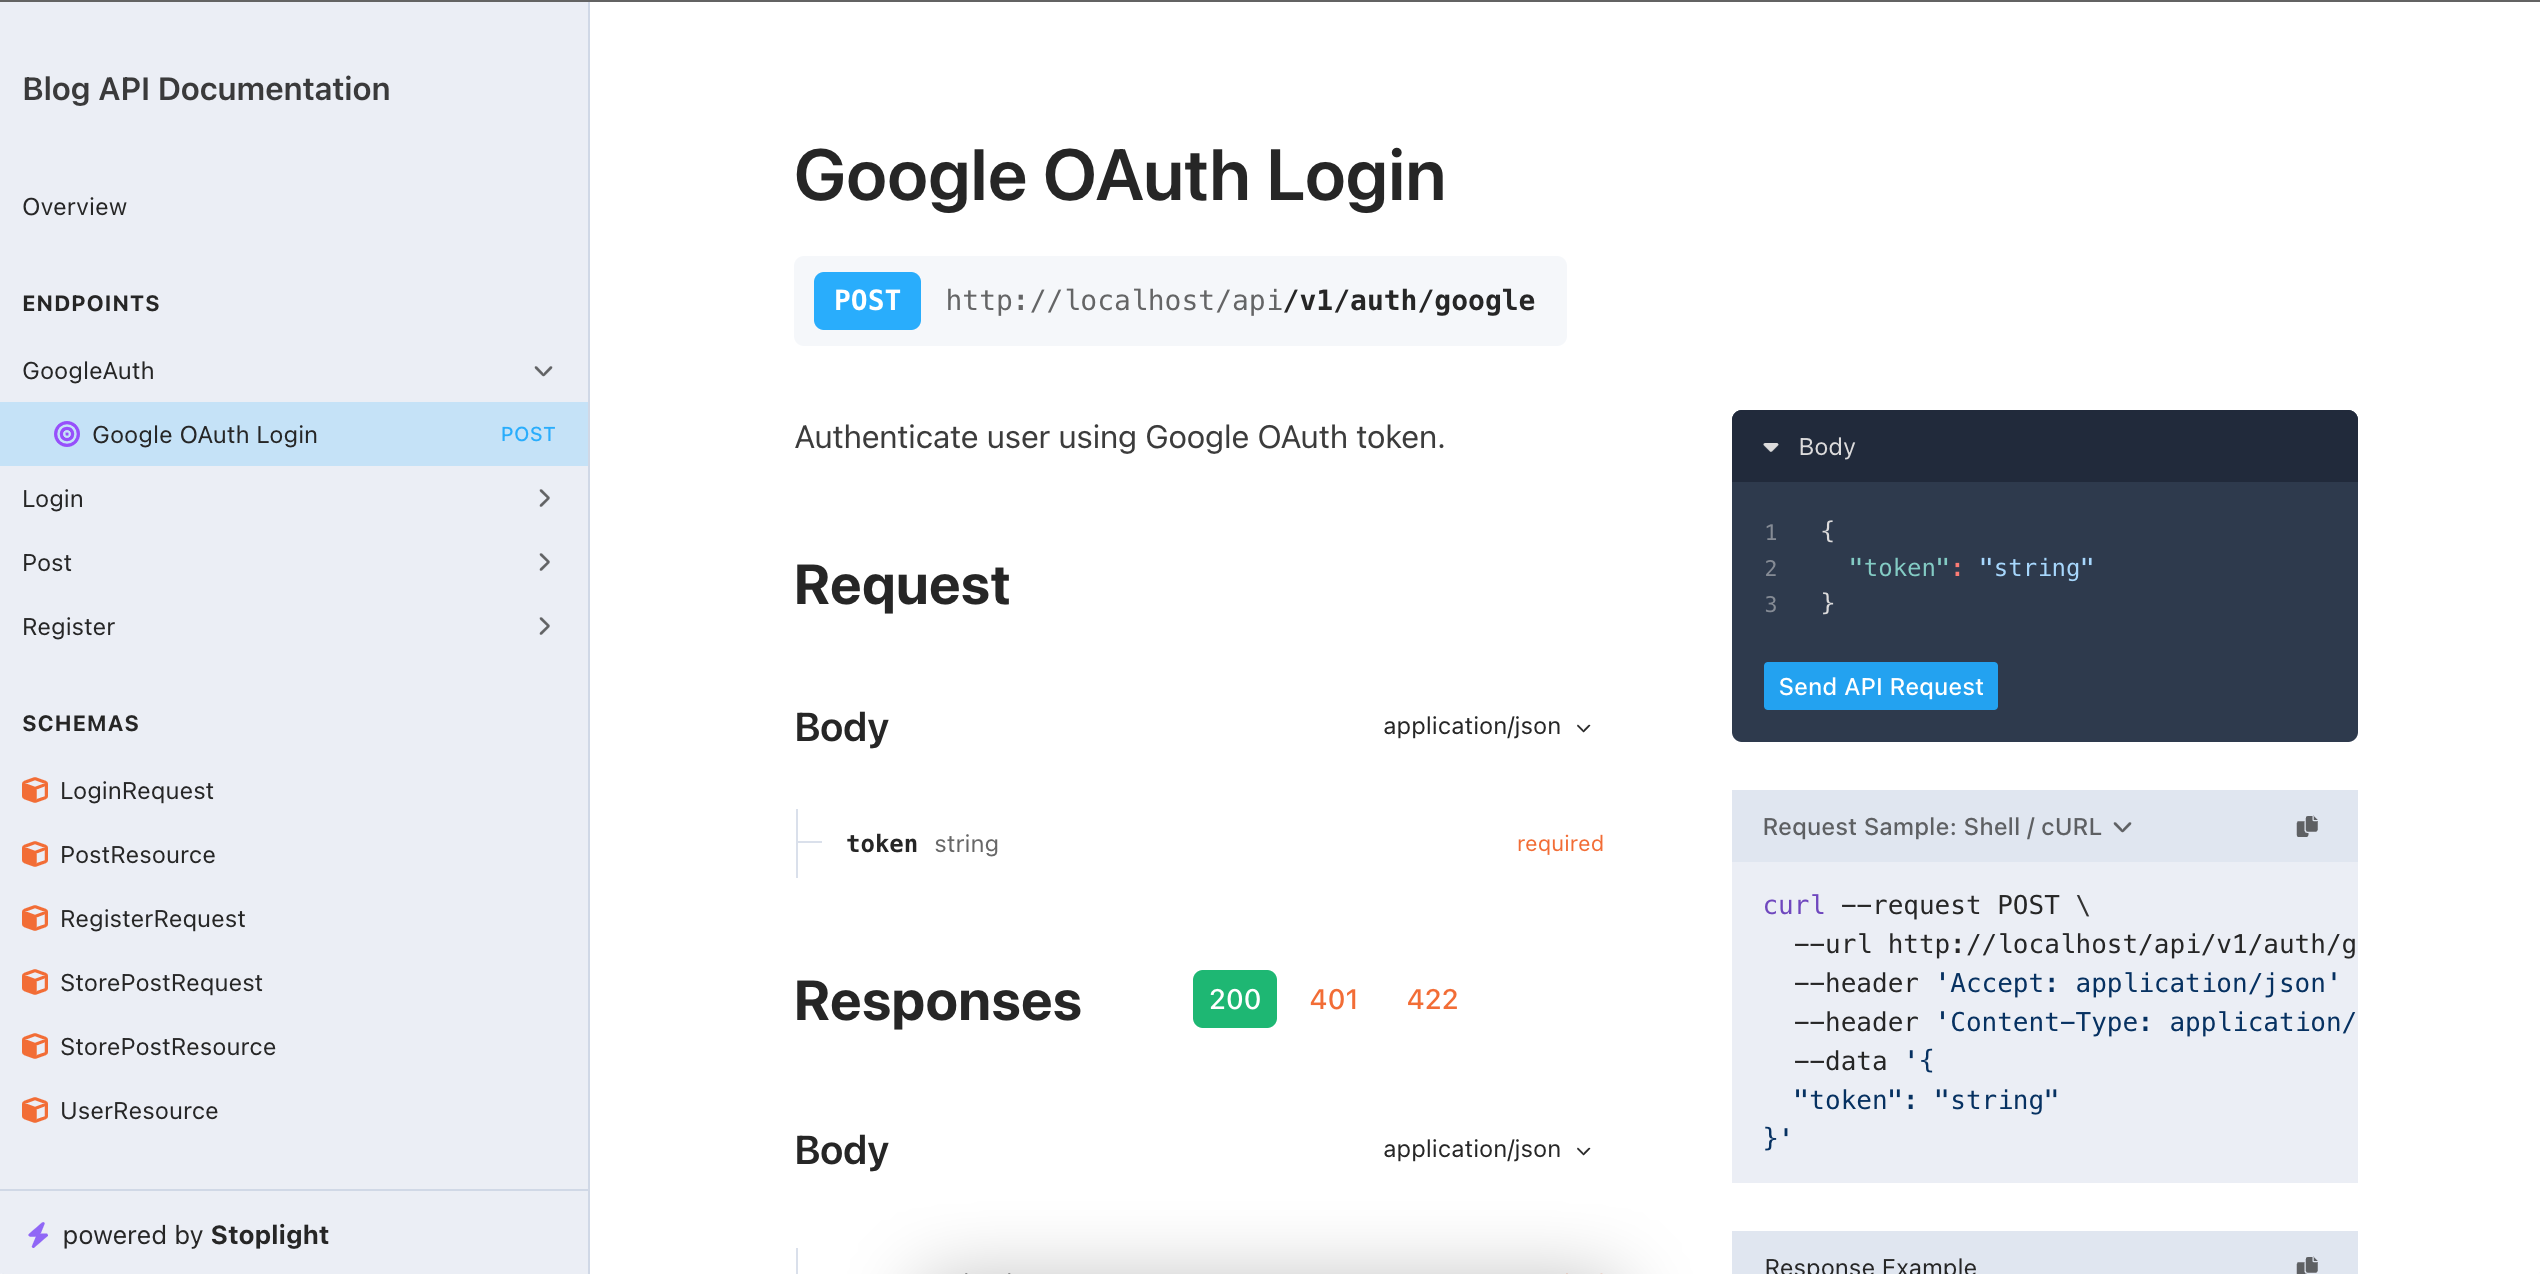 Blog API Documentation
Overview
ENDPOINTS
GoogleAuth
Google OAuth Login POST
Login
Post
Register
SCHEMAS
LoginRequest
PostResource
RegisterRequest
StorePostRequest
StorePostResource
UserResource
powered by Stoplight
Google OAuth Login
POST http://localhost/api/v1/auth/google
Authenticate user using Google OAuth token.
Request
Body application/json
token string required
Responses 200 401 422
Body application/json
Body
1 {
2 "token": "string"
3 }
Send API Request
Request Sample: Shell / cURL
curl --request POST \
--url http://localhost/api/v1/auth/g
--header 'Accept: application/json'
--header 'Content-Type: application/
--data '{
"token": "string"
}'
Response Example